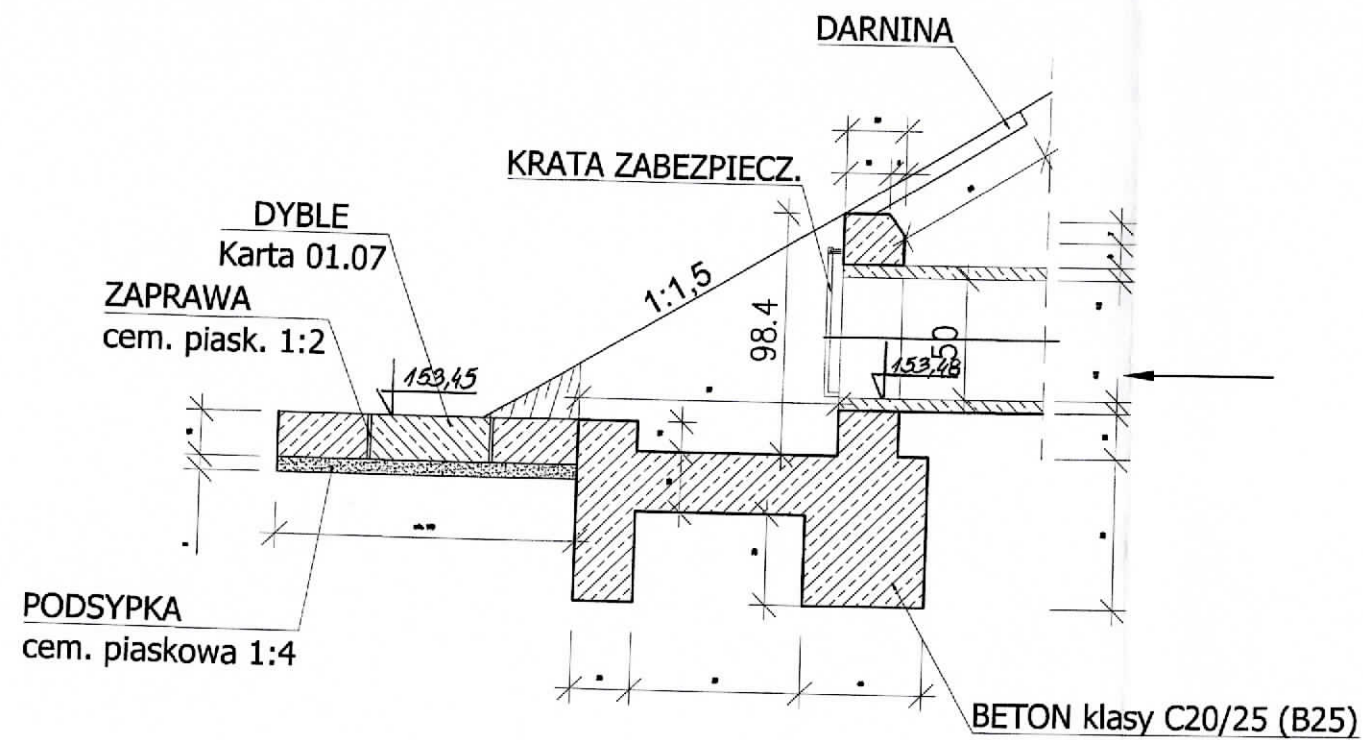 DARNINA
KRATA ZABEZPIECZ.
DYBLE
Karta 01.07
ZAPRAWA
cem. piask. 1:2
1:1,5
98.4
50
153,45
153,48
PODSYPKA
cem. piaskowa 1:4
BETON klasy C20/25 (B25)